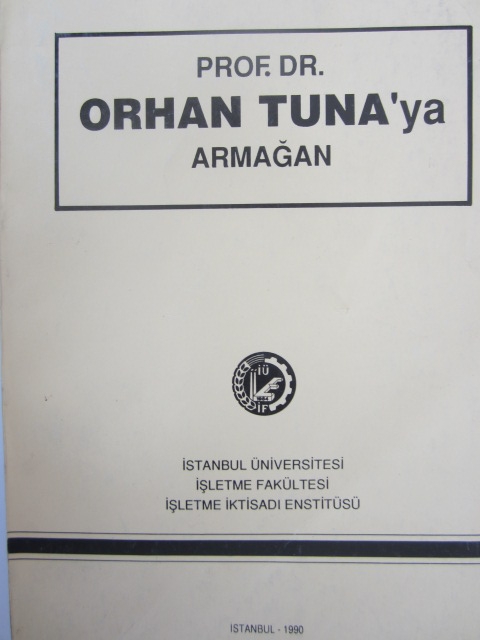 PROF. DR.
ORHAN TUNA'ya
ARMAĞAN
İÜ
İF
İSTANBUL ÜNİVERSİTESİ
İŞLETME FAKÜLTESİ
İŞLETME İKTİSADI ENSTİTÜSÜ
İSTANBUL - 1990